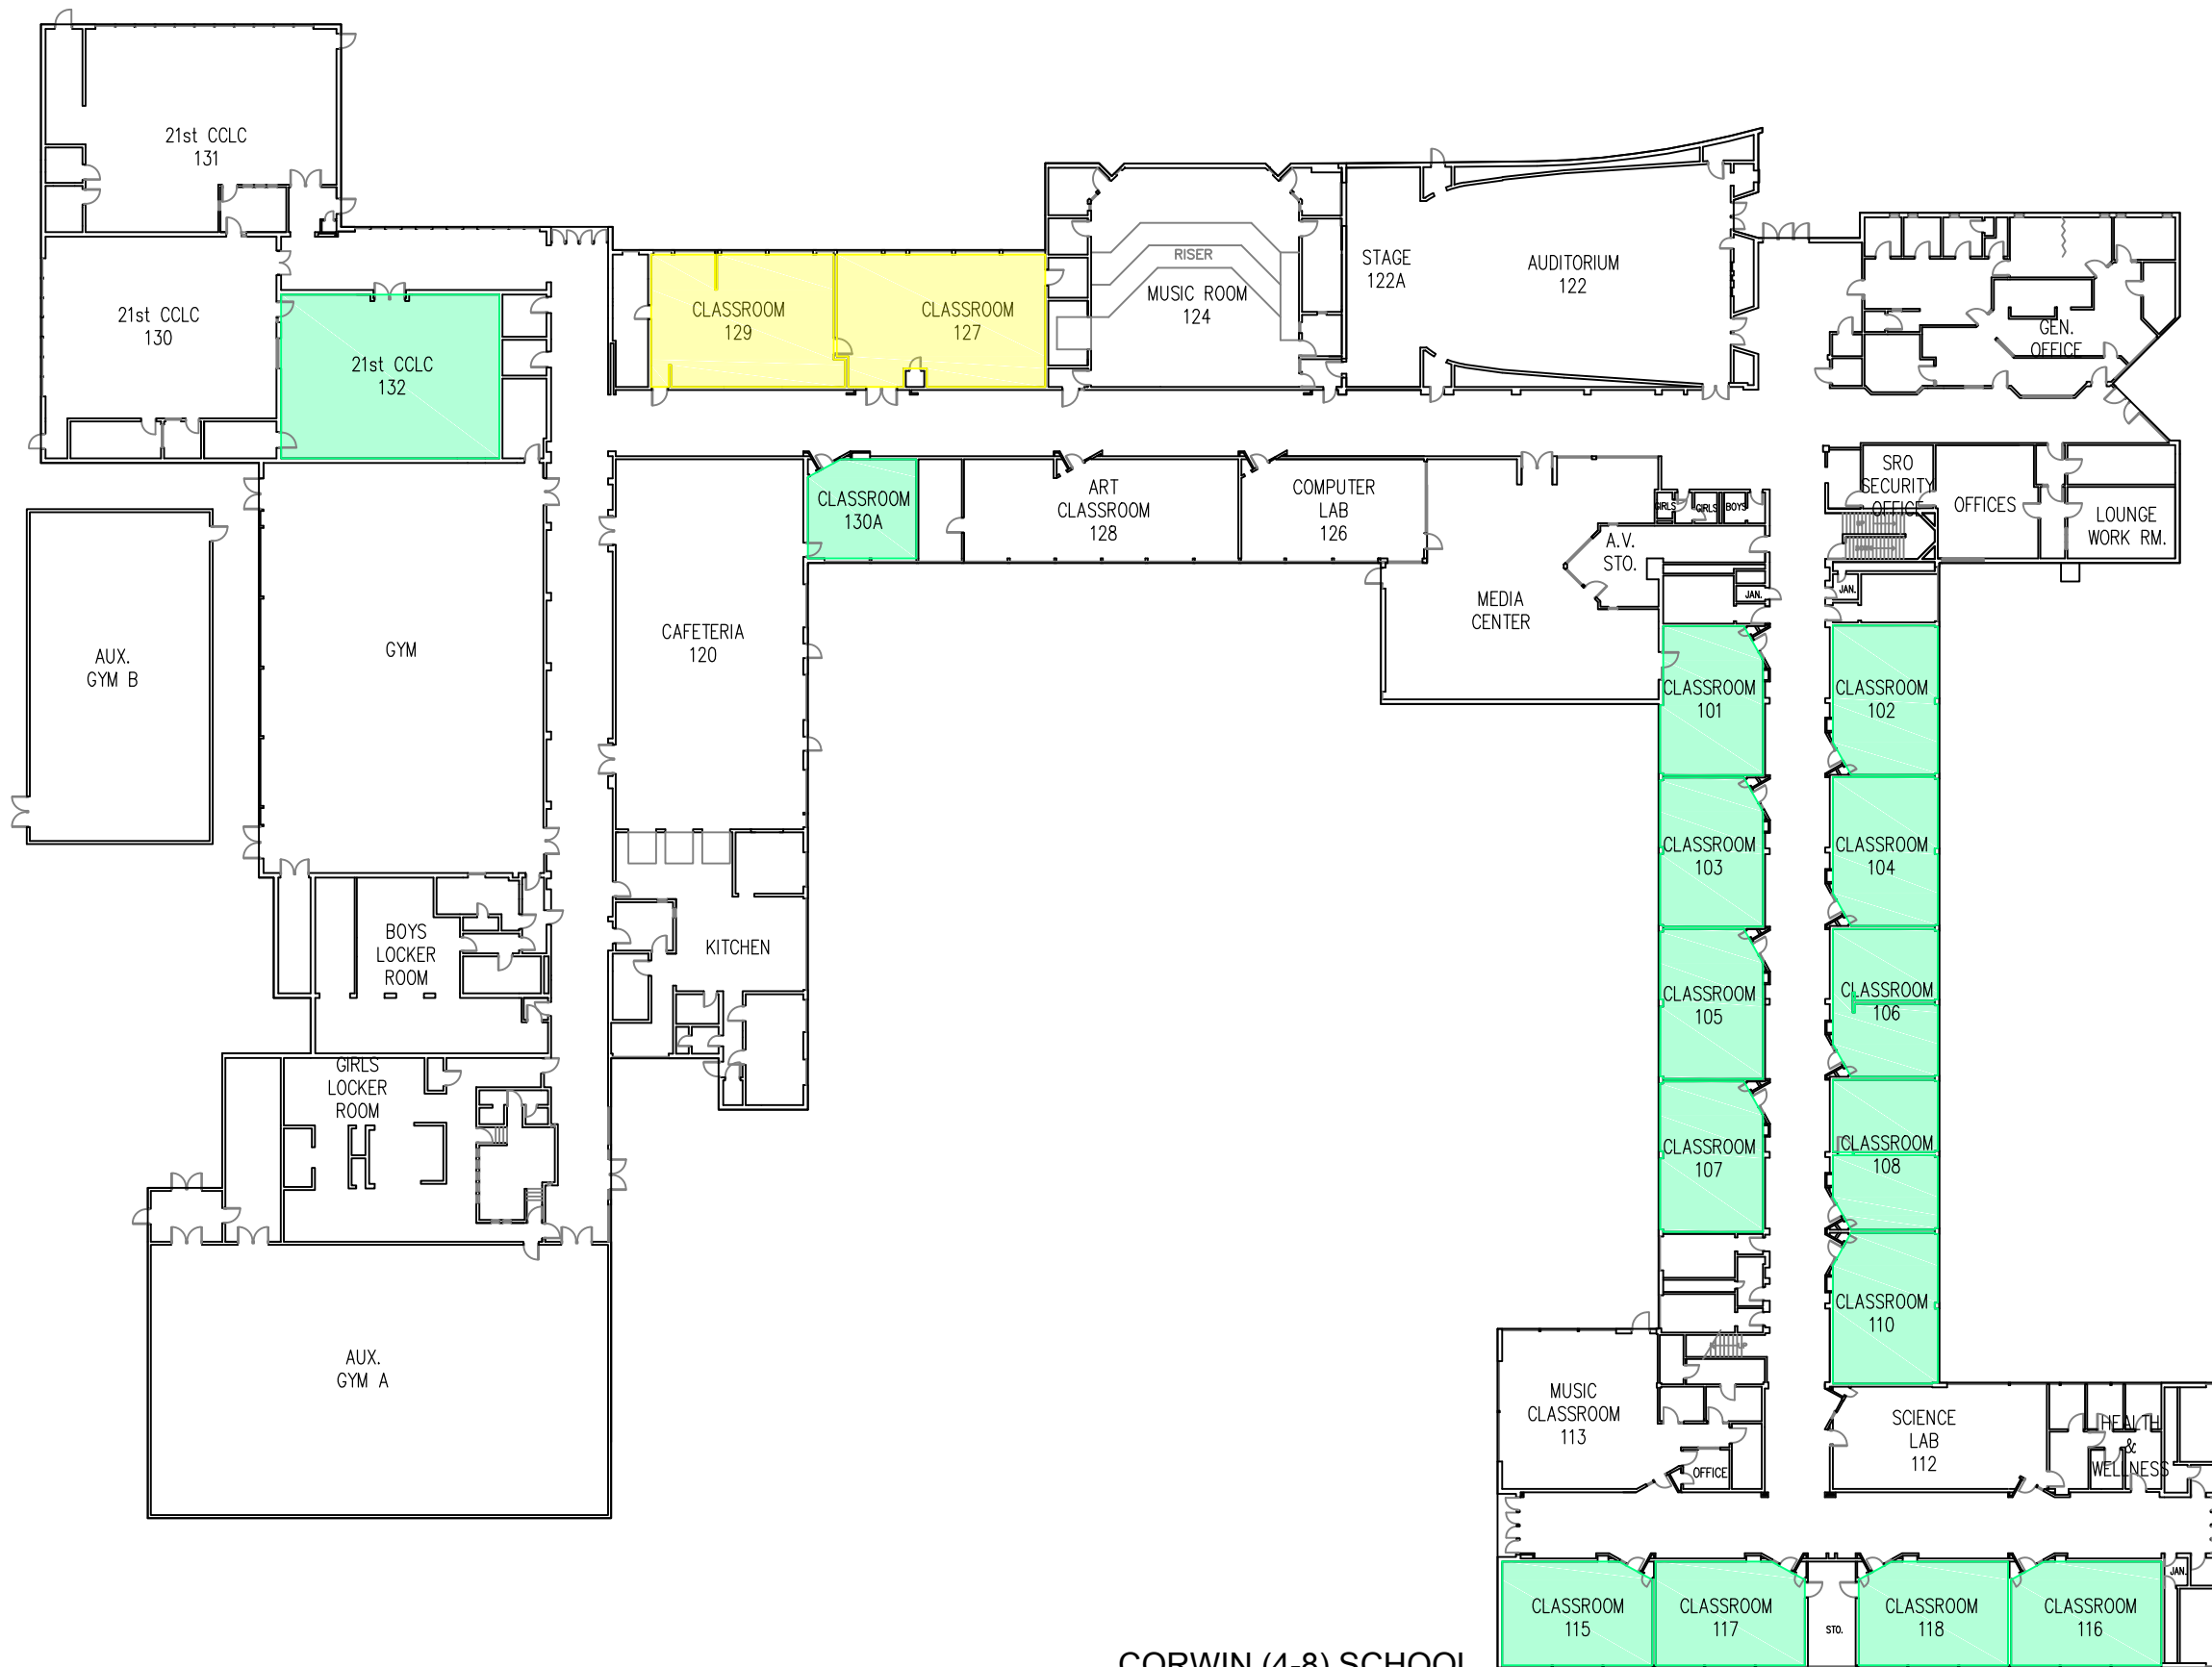 21st CCLC
131
21st CCLC
130
21st CCLC
132
CLASSROOM
129
CLASSROOM
127
RISER
MUSIC ROOM
124
STAGE
122A
AUDITORIUM
122
GEN.
OFFICE
SRO
SECURITY
OFFICE
OFFICES
LOUNGE
WORK RM.
CLASSROOM
130A
ART
CLASSROOM
128
COMPUTER
LAB
126
GIRLS
GIRLS
BOYS
A.V.
STO.
JAN.
JAN.
MEDIA
CENTER
AUX.
GYM B
GYM
CAFETERIA
120
CLASSROOM
101
CLASSROOM
102
CLASSROOM
103
CLASSROOM
104
BOYS
LOCKER
ROOM
KITCHEN
CLASSROOM
105
CLASSROOM
106
GIRLS
LOCKER
ROOM
CLASSROOM
107
CLASSROOM
108
CLASSROOM
110
AUX.
GYM A
MUSIC
CLASSROOM
113
OFFICE
SCIENCE
LAB
112
HEALTH
&
WELLNESS
JAN.
CLASSROOM
115
CLASSROOM
117
STO.
CLASSROOM
118
CLASSROOM
116
CORWIN (4-8) SCHOOL